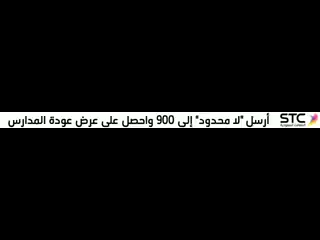 أرسل "لا محدود" إلى 900 واحصل على عرض عودة المدارس
STC